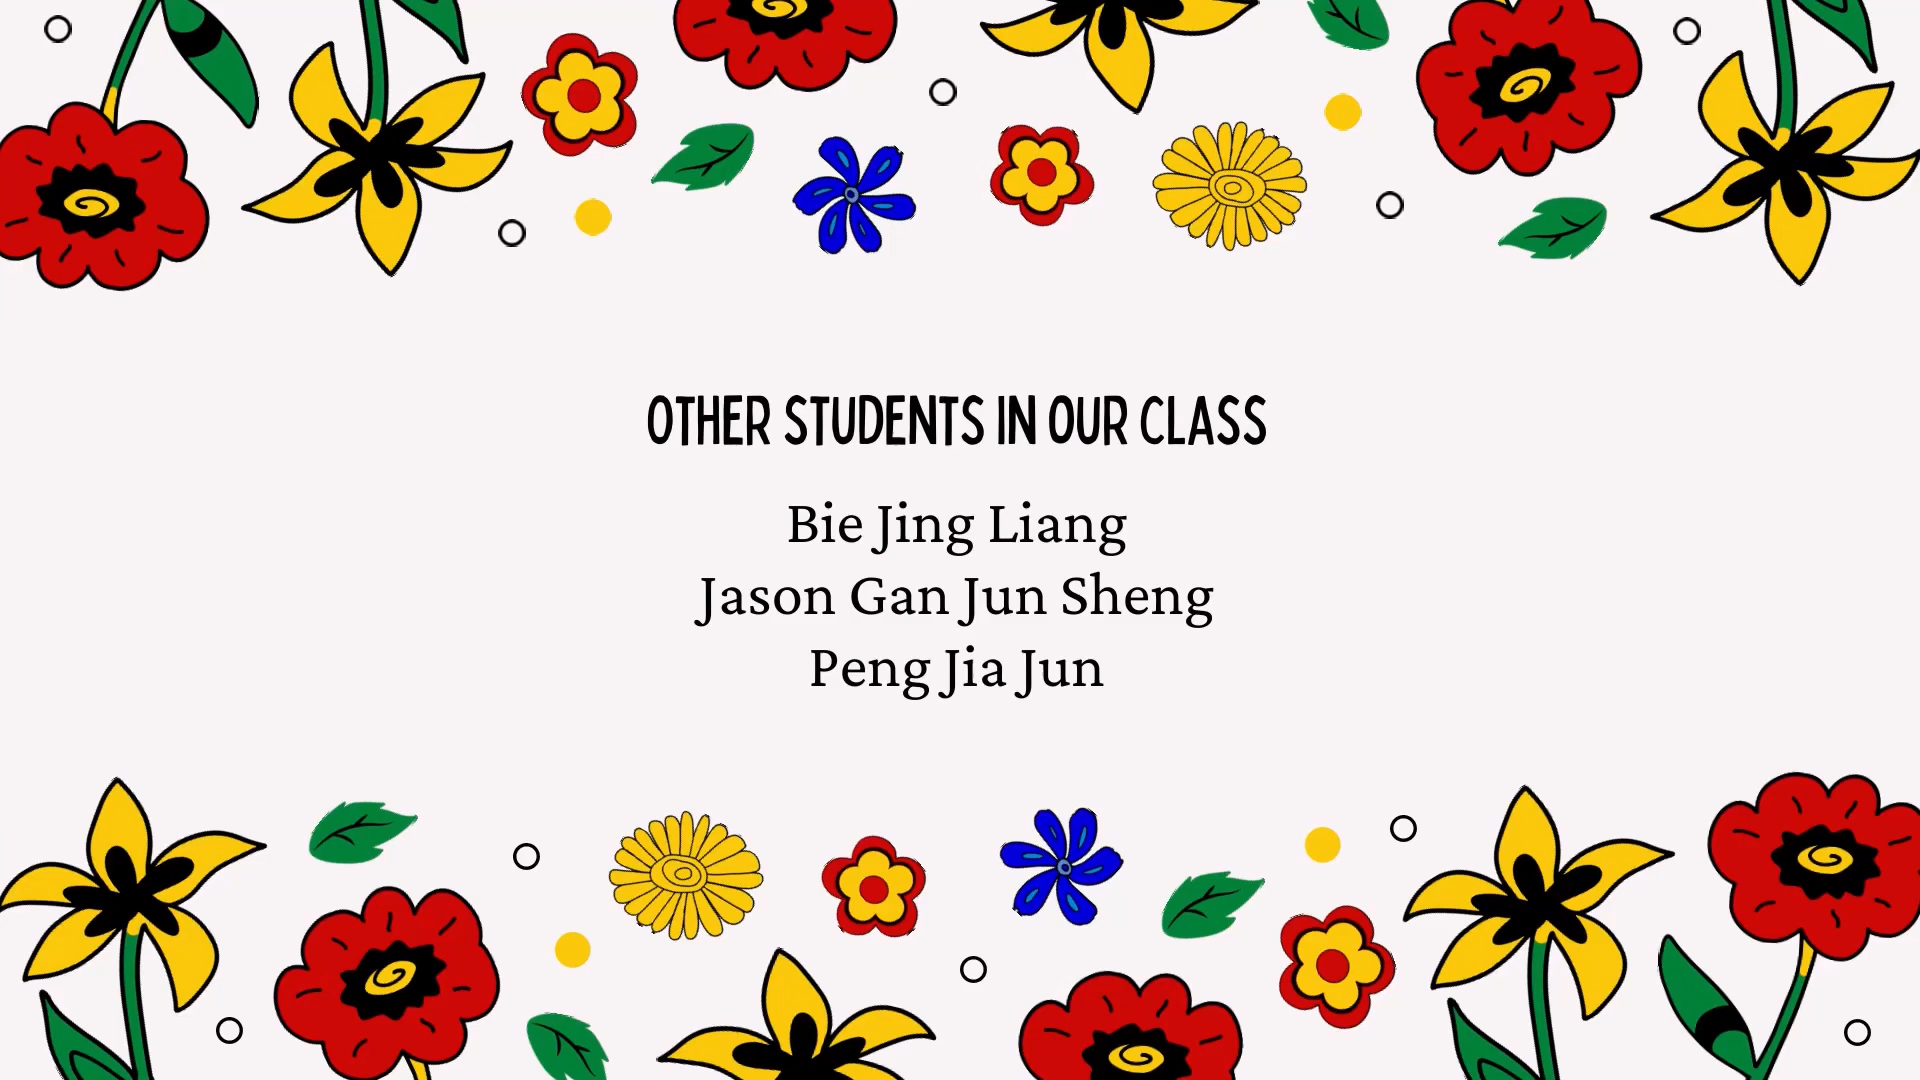 OTHER STUDENTS IN OUR CLASS
Bie Jing Liang
Jason Gan Jun Sheng
Peng Jia Jun